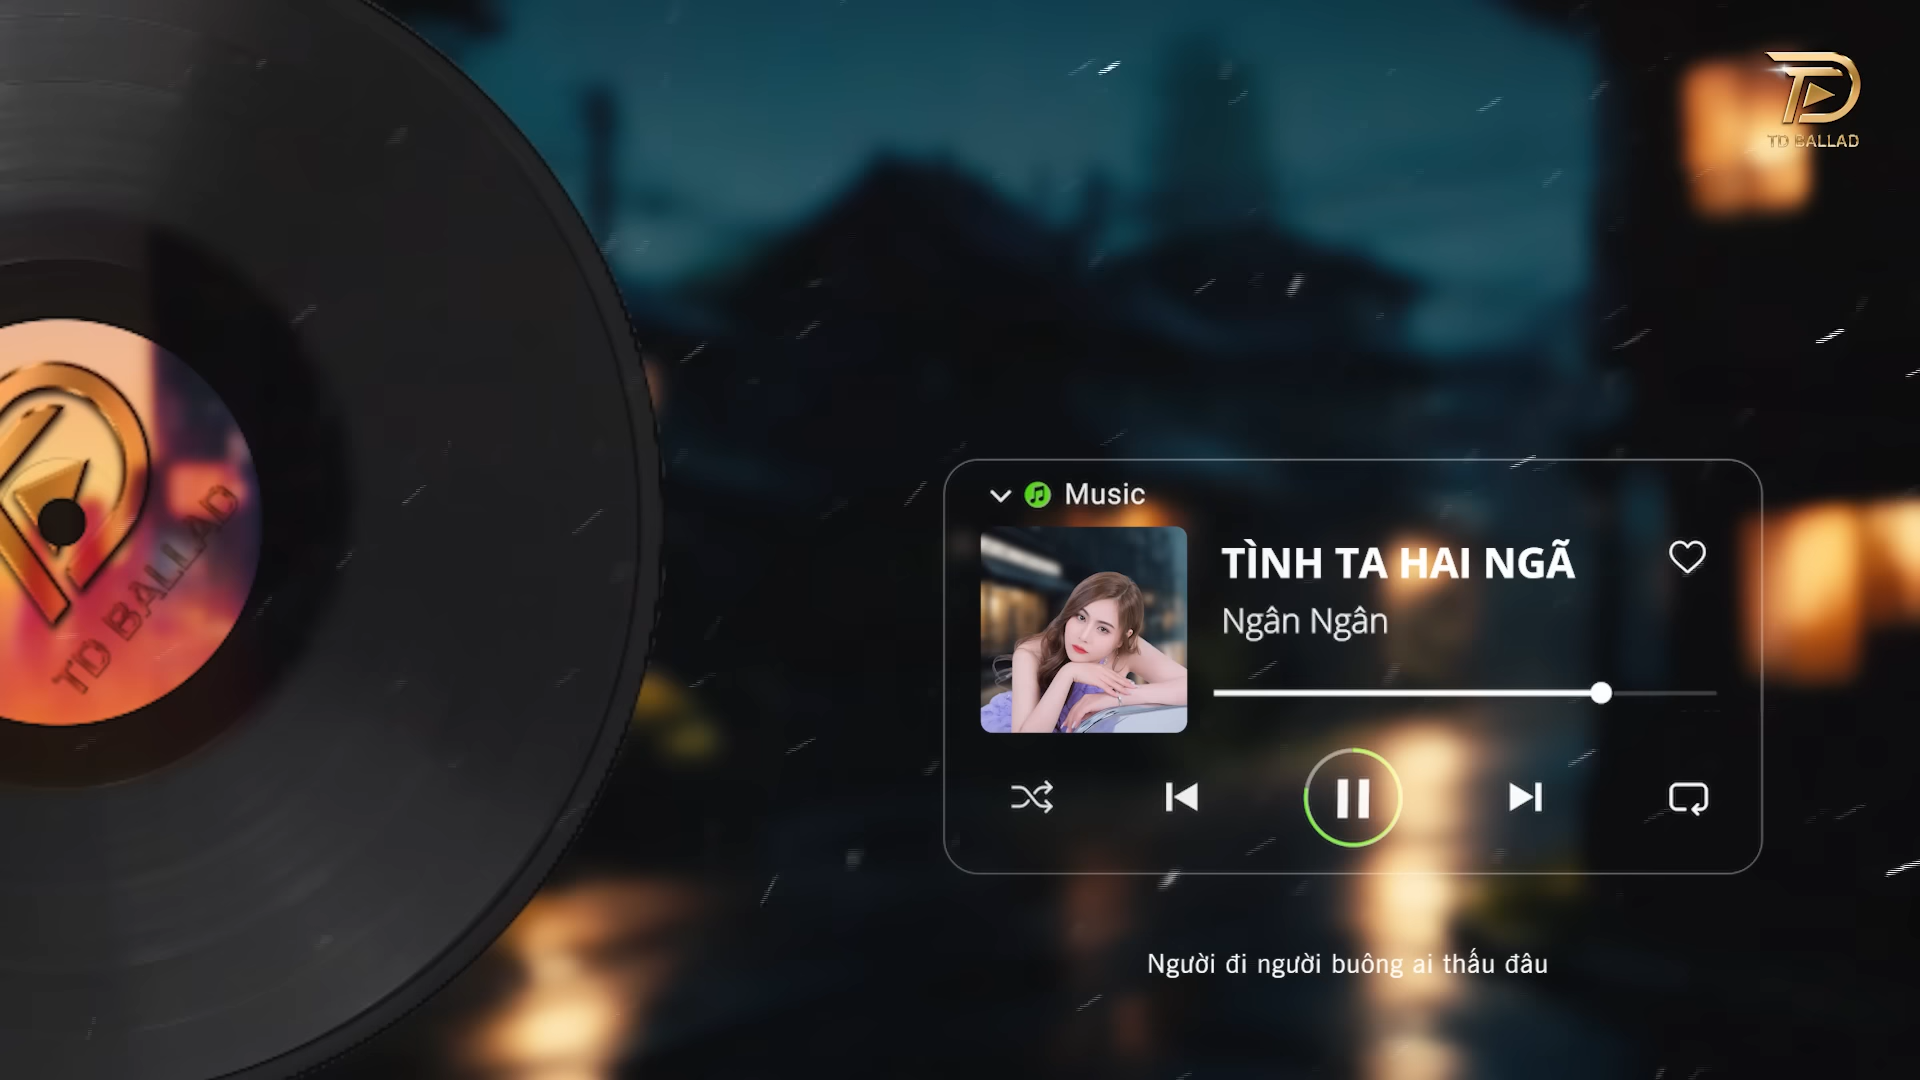 TD BALLAD
TD BALLAD
Music
TÌNH TA HAI NGÃ
Ngân Ngân
Người đi người buông ai thấu đâu